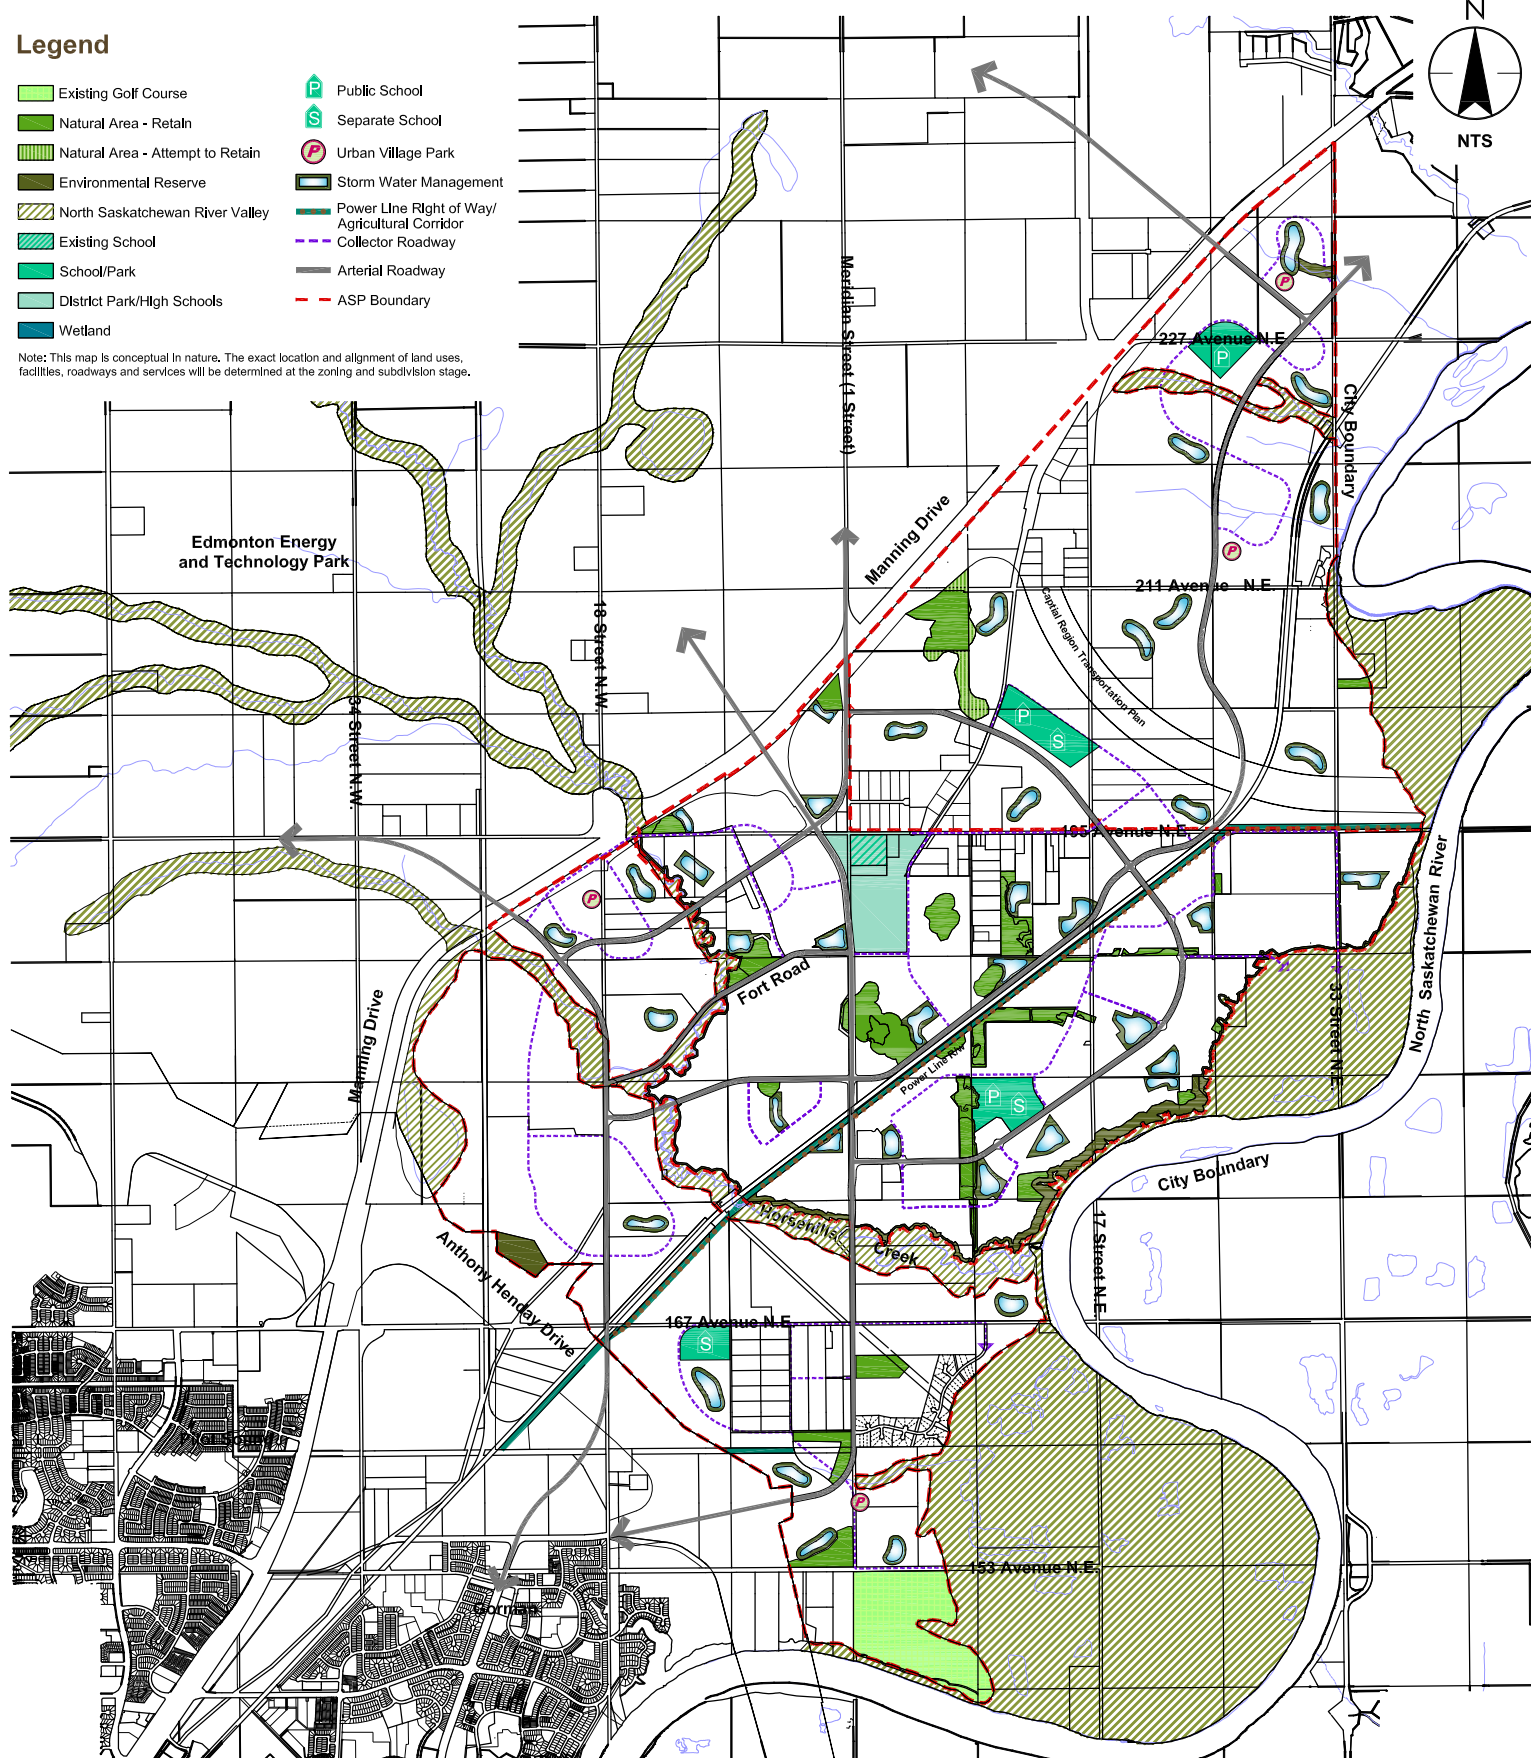 Legend
Existing Golf Course
Natural Area - Retain
Natural Area - Attempt to Retain
Environmental Reserve
North Saskatchewan River Valley
Existing School
School/Park
District Park/High Schools
Wetland
P Public School
S Separate School
P Urban Village Park
Storm Water Management
Power Line Right of Way/
Agricultural Corridor
Collector Roadway
Arterial Roadway
ASP Boundary
Note: This map is conceptual in nature. The exact location and alignment of land uses,
facilities, roadways and services will be determined at the zoning and subdivision stage.
N
NTS
Meridian Street (1 Street)
P
227 Avenue N.E.
P
City Boundary
Manning Drive
Edmonton Energy
and Technology Park
P
211 Avenue N.E.
Captial Region Transportation Plan
18 Street N.W.
34 Street N.W.
P
S
195 Avenue N.E.
P
North Saskatchewan River
Fort Road
33 Street N.E.
Manning Drive
Power Line R/W
P
S
City Boundary
17 Street N.E.
Horsehills
Creek
Anthony Henday Drive
167 Avenue N.E.
S
P
153 Avenue N.E.
Gorman